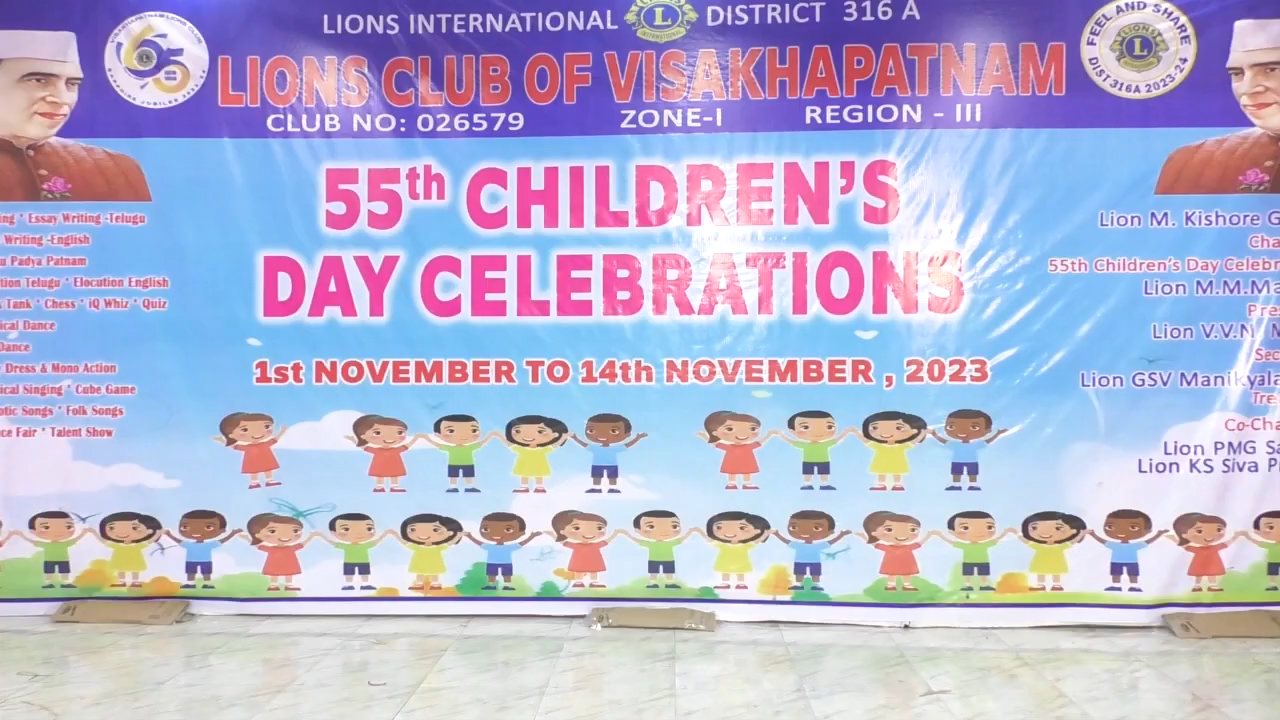 LIONS INTERNATIONAL DISTRICT 316 A
LIONS CLUB OF VISAKHAPATNAM
CLUB NO: 026579 ZONE-I REGION - III
FEEL AND SHARE
LIONS
L
DIST.316A 2023-24
L
INTERNATIONAL
65
55th CHILDREN'S
DAY CELEBRATIONS
1st NOVEMBER TO 14th NOVEMBER , 2023
* Essay Writing -Telugu
Writing -English
Padya Patnam
Telugu * Elocution English
Tank * Chess * iQ Whiz * Quiz
Dance
Dance
Dress & Mono Action
Singing * Cube Game
Songs * Folk Songs
Fair * Talent Show
Lion M. Kishore
55th Children's Day
Lion M.M.
Lion V.V.N.
Lion GSV
Lion PMG
Lion KS Siva